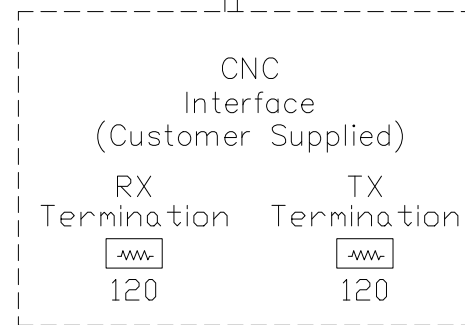 CNC
Interface
(Customer Supplied)
RX
Termination
120
TX
Termination
120